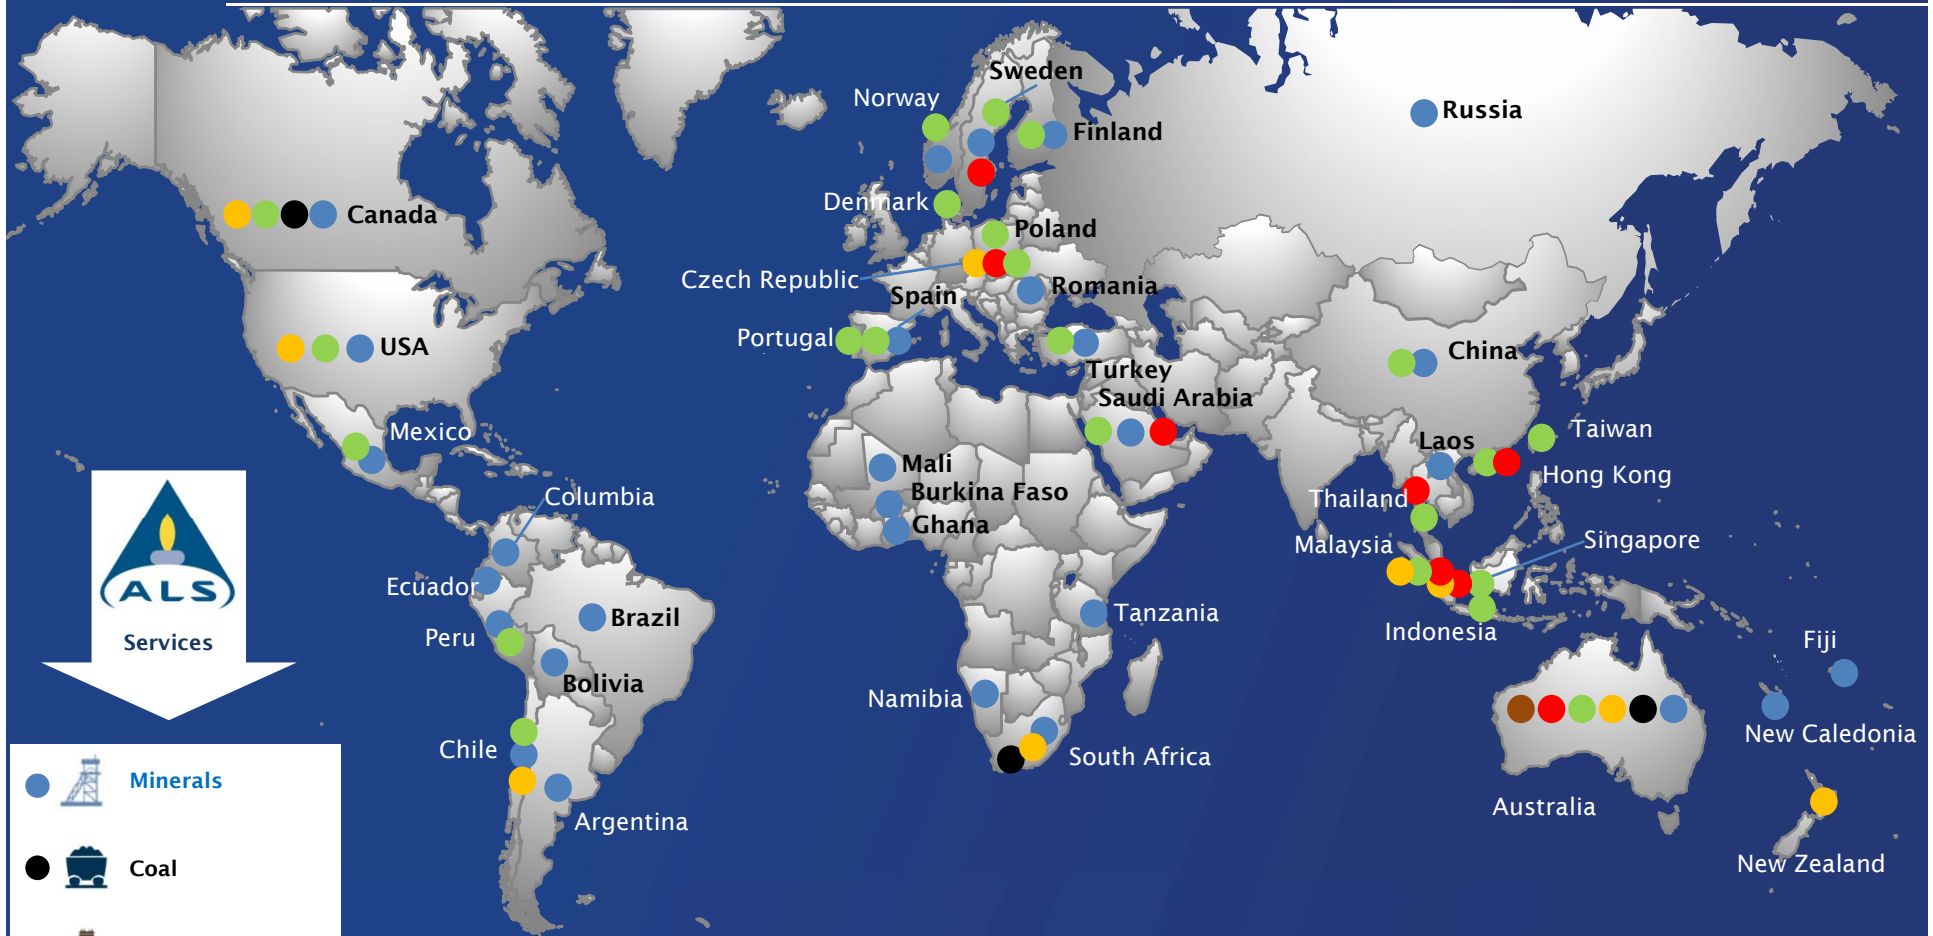 Sweden
Norway
Russia
Finland
Denmark
Canada
Poland
Czech Republic
Romania
Spain
Portugal
USA
China
Turkey
Saudi Arabia
Mexico
Taiwan
Laos
Mali
Hong Kong
Burkina Faso
Columbia
Thailand
Ghana
Malaysia
Singapore
Ecuador
Brazil
Tanzania
Peru
Indonesia
Fiji
Bolivia
Namibia
New Caledonia
Chile
South Africa
Australia
Argentina
New Zealand
ALS
Services
Minerals
Coal